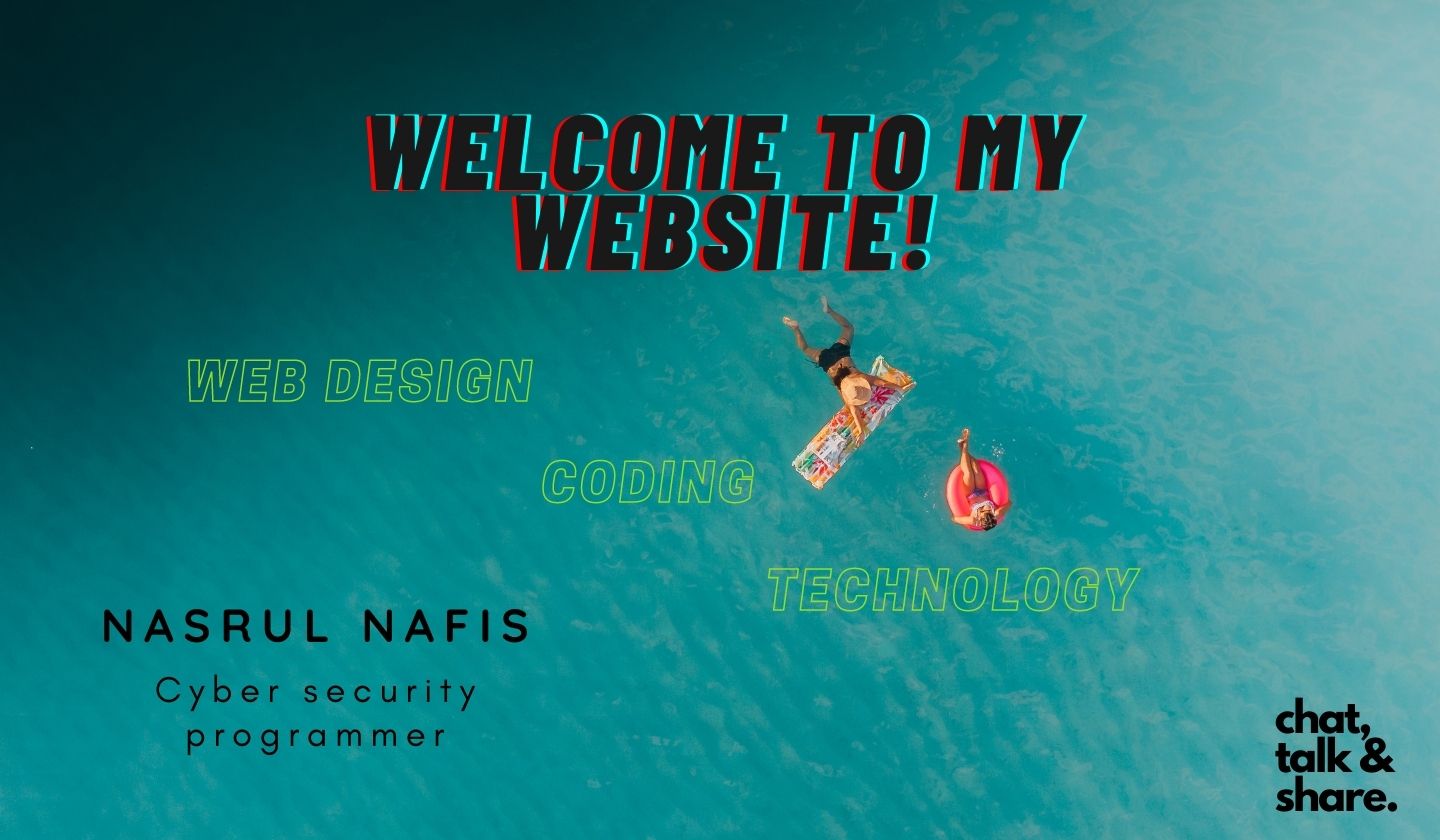 WELCOME TO MY
WEBSITE!
WEB DESIGN
CODING
TECHNOLOGY
NASRUL NAFIS
Cyber security
programmer
chat,
talk &
share.